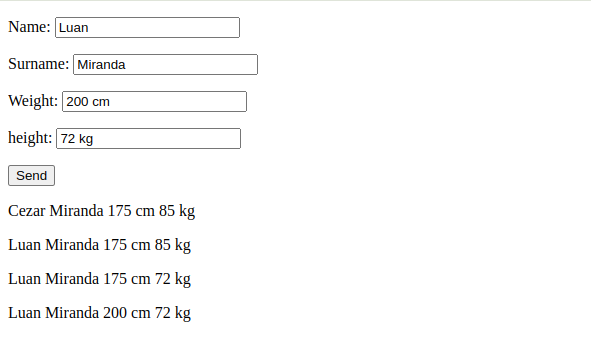 Name: Luan
Surname: Miranda
Weight: 200 cm
height: 72 kg
Send
Cezar Miranda 175 cm 85 kg
Luan Miranda 175 cm 85 kg
Luan Miranda 175 cm 72 kg
Luan Miranda 200 cm 72 kg